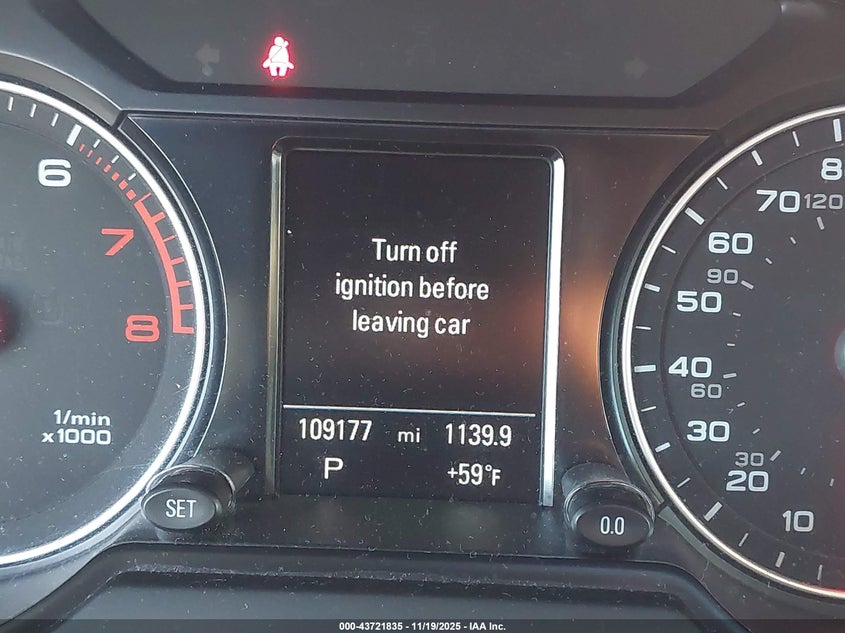 Turn off
ignition before
leaving car
109177 mi 1139.9
P +59°F
6
7
8
1/min
x1000
SET
0.0
70 120
60
90
50
40
60
30
30
20
10
000-43721835 - 11/19/2025 - IAA Inc.